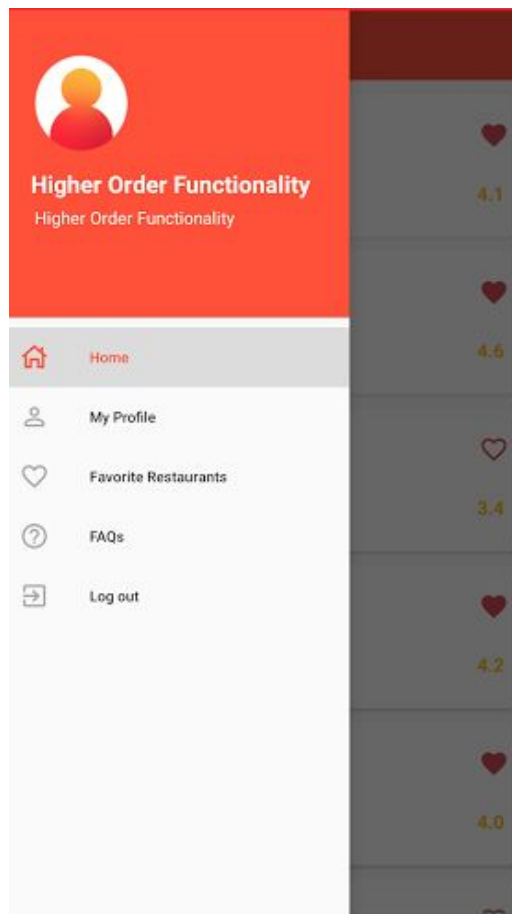 Higher Order Functionality
Higher Order Functionality
Home
My Profile
Favorite Restaurants
FAQs
Log out
4.1
4.6
3.4
4.2
4.0